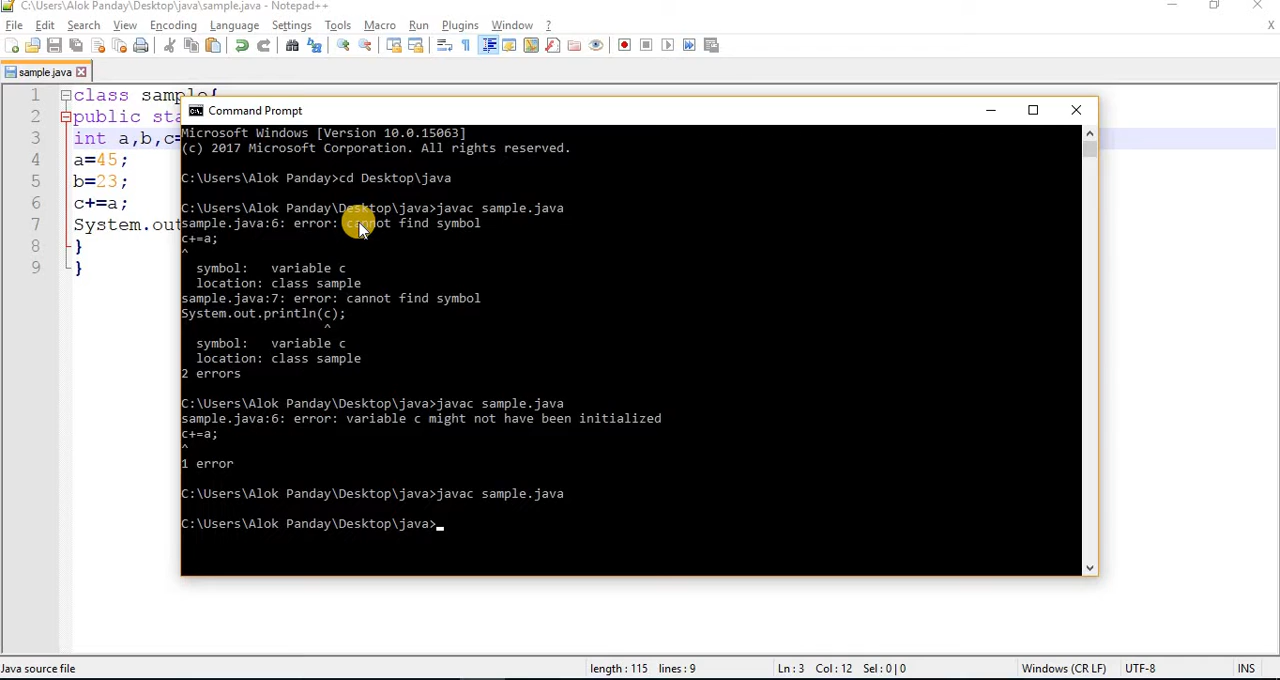 C:\Users\Alok Panday\Desktop\java\sample.java - Notepad++
File Edit Search View Encoding Language Settings Tools Macro Run Plugins Window ?
X
sample.java
1 class sample{
2 public sta
3 int a,b,c=
4 a=45;
5 b=23;
6 c+=a;
7 System.out
8 }
9 }
Command Prompt
Microsoft Windows [Version 10.0.15063]
(c) 2017 Microsoft Corporation. All rights reserved.
C:\Users\Alok Panday>cd Desktop\java
C:\Users\Alok Panday\Desktop\java>javac sample.java
sample.java:6: error: cannot find symbol
c+=a;
^
symbol: variable c
location: class sample
sample.java:7: error: cannot find symbol
System.out.println(c);
^
symbol: variable c
location: class sample
2 errors
C:\Users\Alok Panday\Desktop\java>javac sample.java
sample.java:6: error: variable c might not have been initialized
c+=a;
^
1 error
C:\Users\Alok Panday\Desktop\java>javac sample.java
C:\Users\Alok Panday\Desktop\java>_
Java source file length : 115 lines : 9 Ln : 3 Col : 12 Sel : 0 | 0 Windows (CR LF) UTF-8 INS